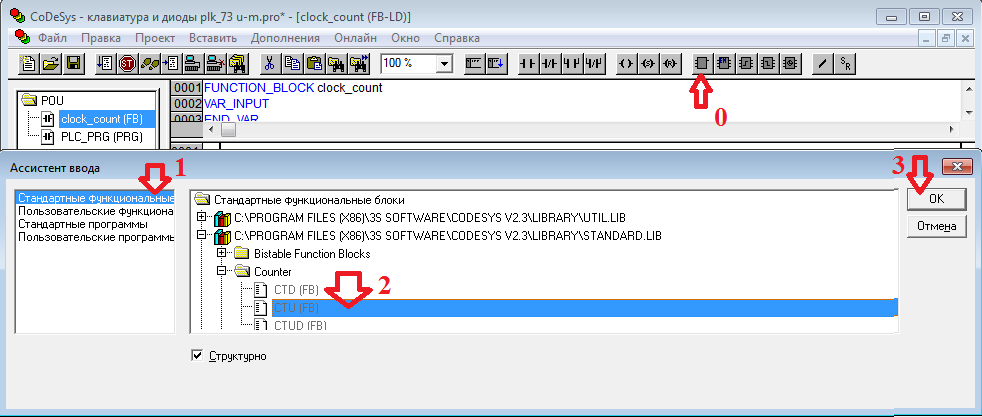 CoDeSys - клавиатура и диоды plk_73 u-m.pro* - [clock_count (FB-LD)]
Файл Правка Проект Вставить Дополнения Онлайн Окно Справка
100 %
S R
POU
clock_count (FB)
PLC_PRG (PRG)
0001 FUNCTION_BLOCK clock_count
0002 VAR_INPUT
0003 END_VAR
0001
0
Ассистент ввода
1
3
Стандартные функциональные
Пользовательские функциона
Стандартные программы
Пользовательские программы
Стандартные функциональные блоки
C:\PROGRAM FILES (X86)\3S SOFTWARE\CODESYS V2.3\LIBRARY\UTIL.LIB
C:\PROGRAM FILES (X86)\3S SOFTWARE\CODESYS V2.3\LIBRARY\STANDARD.LIB
Bistable Function Blocks
Counter
CTD (FB)
2
CTU (FB)
CTUD (FB)
OK
Отмена
Структурно